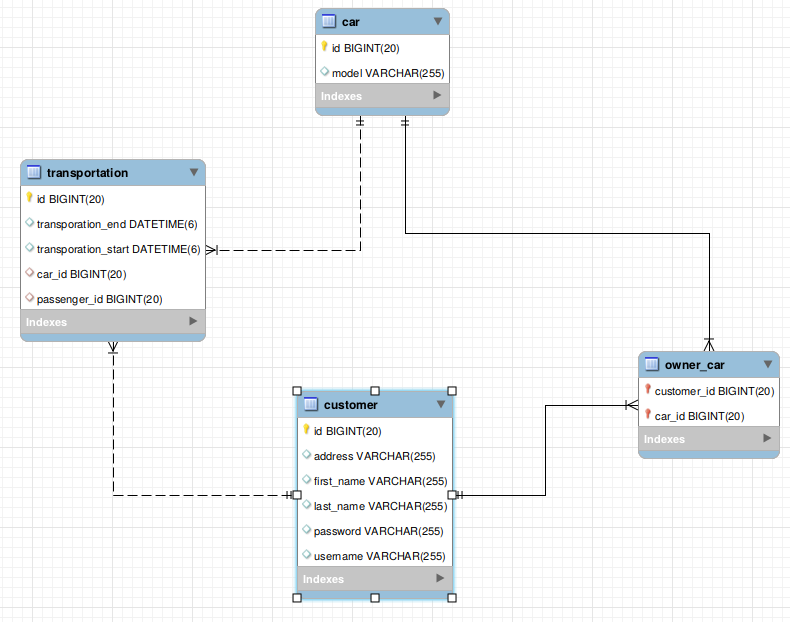 car
id BIGINT(20)
model VARCHAR(255)
Indexes
transportation
id BIGINT(20)
transporation_end DATETIME(6)
transporation_start DATETIME(6)
car_id BIGINT(20)
passenger_id BIGINT(20)
Indexes
owner_car
customer_id BIGINT(20)
car_id BIGINT(20)
Indexes
customer
id BIGINT(20)
address VARCHAR(255)
first_name VARCHAR(255)
last_name VARCHAR(255)
password VARCHAR(255)
username VARCHAR(255)
Indexes